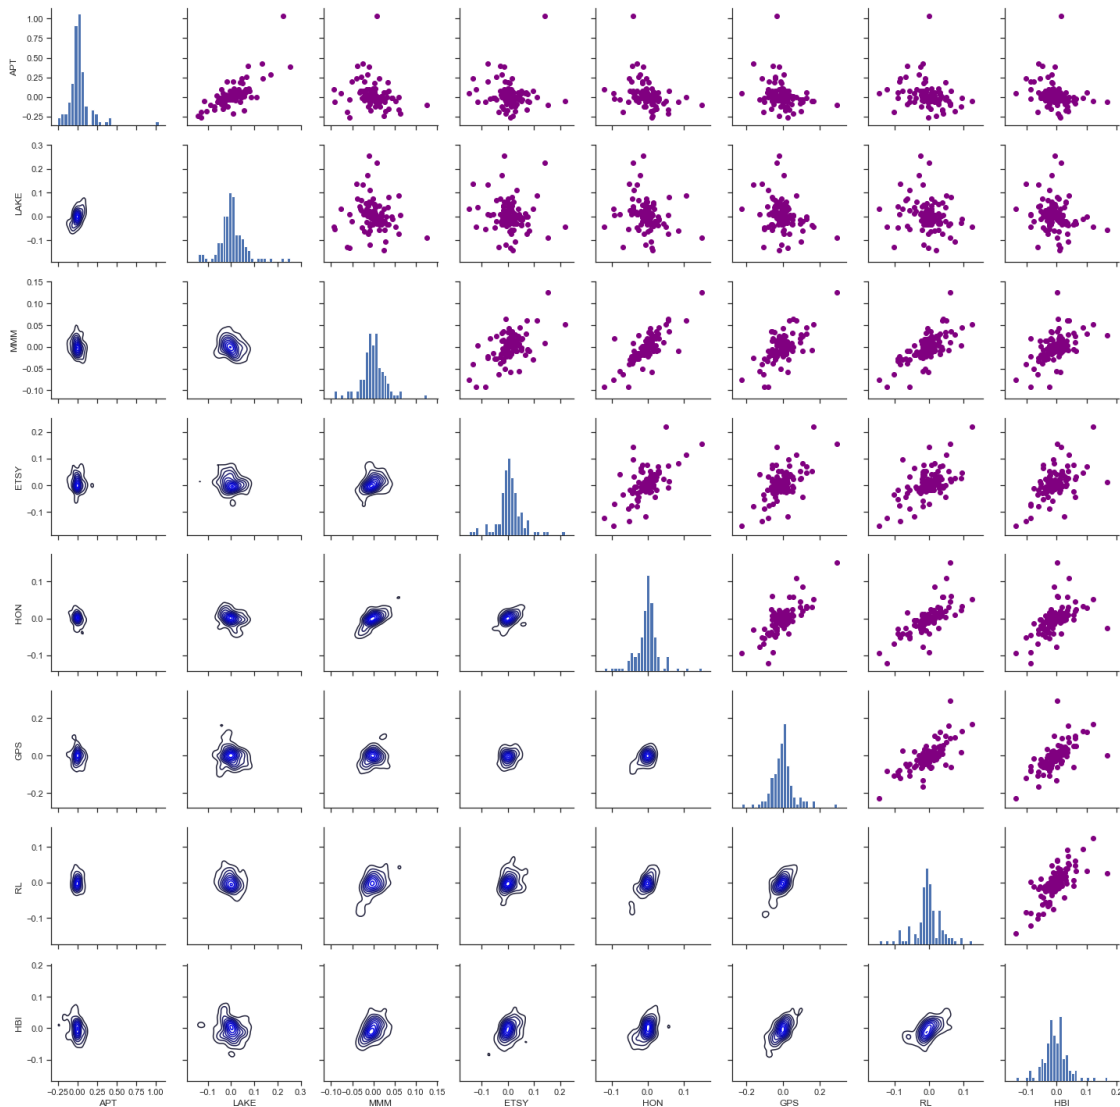 1.00
0.75
0.50
0.25
0.00
−0.25
APT
0.3
0.2
0.1
0.0
−0.1
LAKE
0.15
0.10
0.05
0.00
−0.05
−0.10
MMM
0.2
0.1
0.0
−0.1
ETSY
0.1
0.0
−0.1
HON
0.2
0.0
−0.2
GPS
0.1
0.0
−0.1
RL
0.2
0.1
0.0
−0.1
HBI
−0.25 0.00 0.25 0.50 0.75 1.00
−0.1 0.0 0.1 0.2 0.3
−0.10 −0.05 0.00 0.05 0.10 0.15
−0.1 0.0 0.1 0.2
−0.1 0.0 0.1
−0.2 0.0 0.2
−0.1 0.0 0.1
−0.1 0.0 0.1 0.2
APT LAKE MMM ETSY HON GPS RL HBI